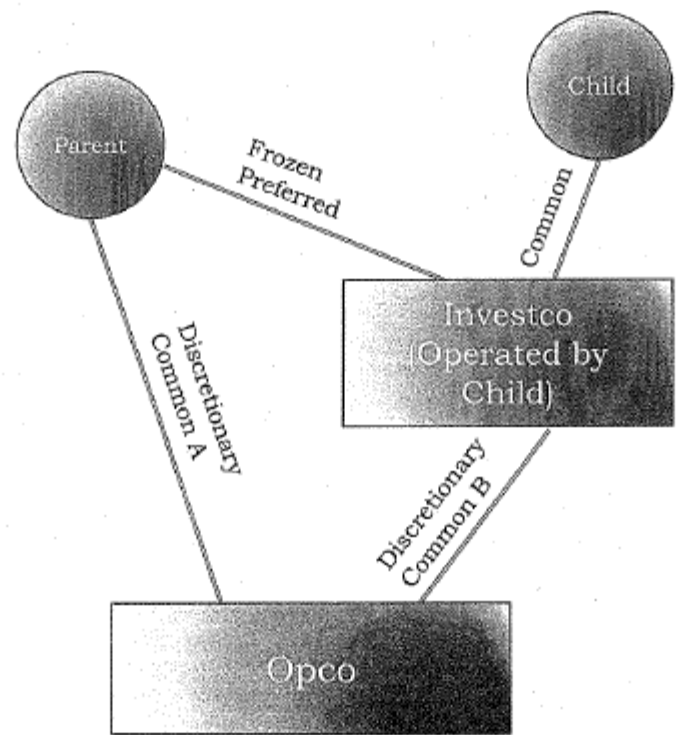 Child
Parent
Frozen
Preferred
Common
Investco
(Operated by
Child)
Discretionary
Common A
Discretionary
Common B
Opco